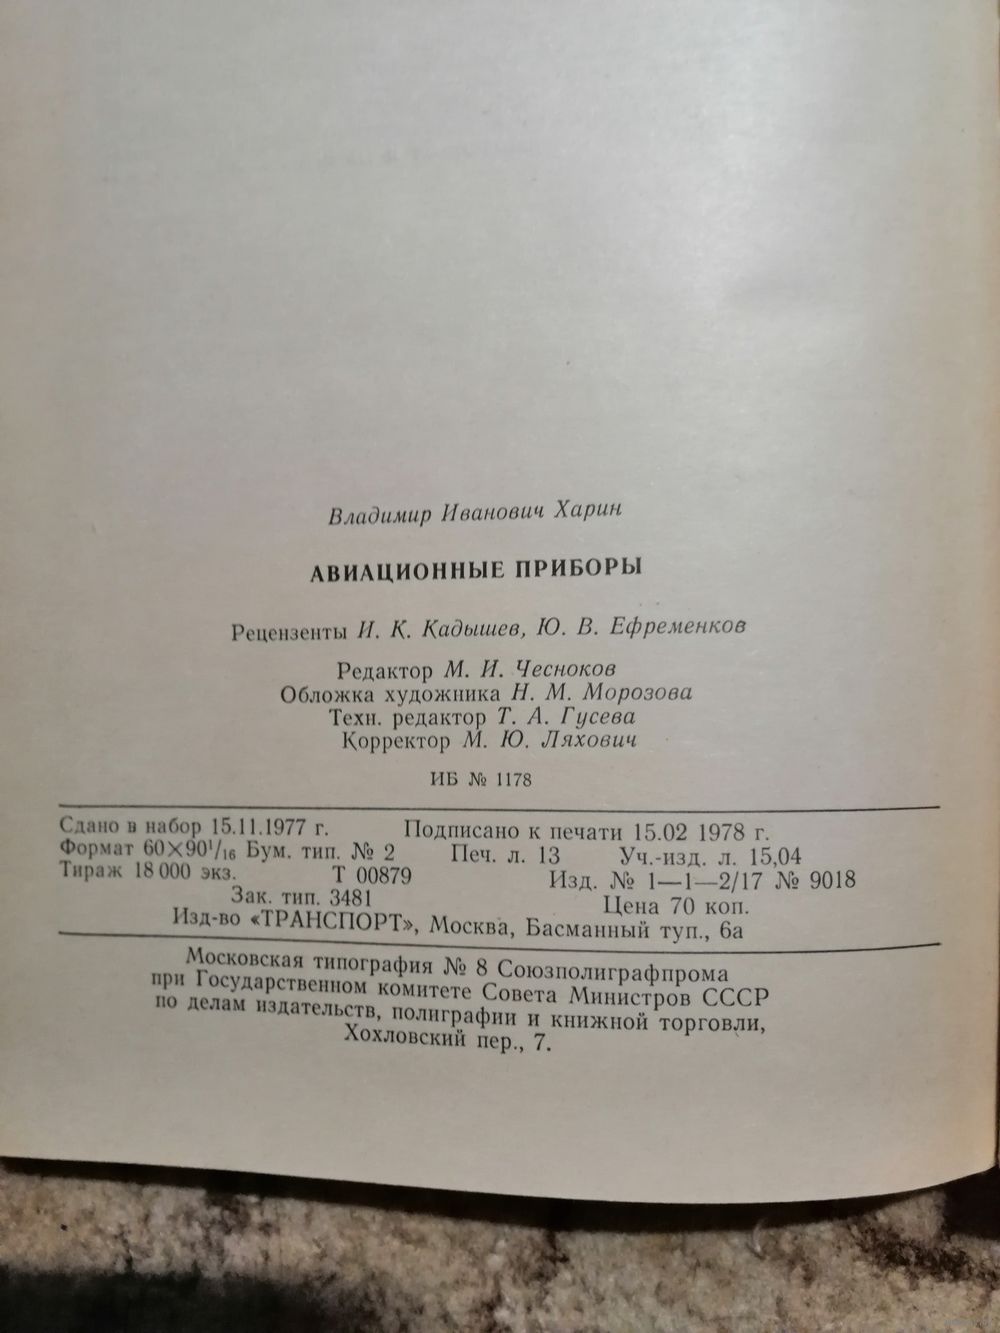 Владимир Иванович Харин
АВИАЦИОННЫЕ ПРИБОРЫ
Рецензенты И. К. Кадышев, Ю. В. Ефременков
Редактор М. И. Чесноков
Обложка художника Н. М. Морозова
Техн. редактор Т. А. Гусева
Корректор М. Ю. Ляхович
ИБ № 1178
Сдано в набор 15.11.1977 г. Подписано к печати 15.02 1978 г.
Формат 60×90¹/₁₆ Бум. тип. № 2 Печ. л. 13 Уч.-изд. л. 15,04
Тираж 18 000 экз. Т 00879 Изд. № 1—1—2/17 № 9018
Зак. тип. 3481 Цена 70 коп.
Изд-во «ТРАНСПОРТ», Москва, Басманный туп., 6а
Московская типография № 8 Союзполиграфпрома
при Государственном комитете Совета Министров СССР
по делам издательств, полиграфии и книжной торговли,
Хохловский пер., 7.